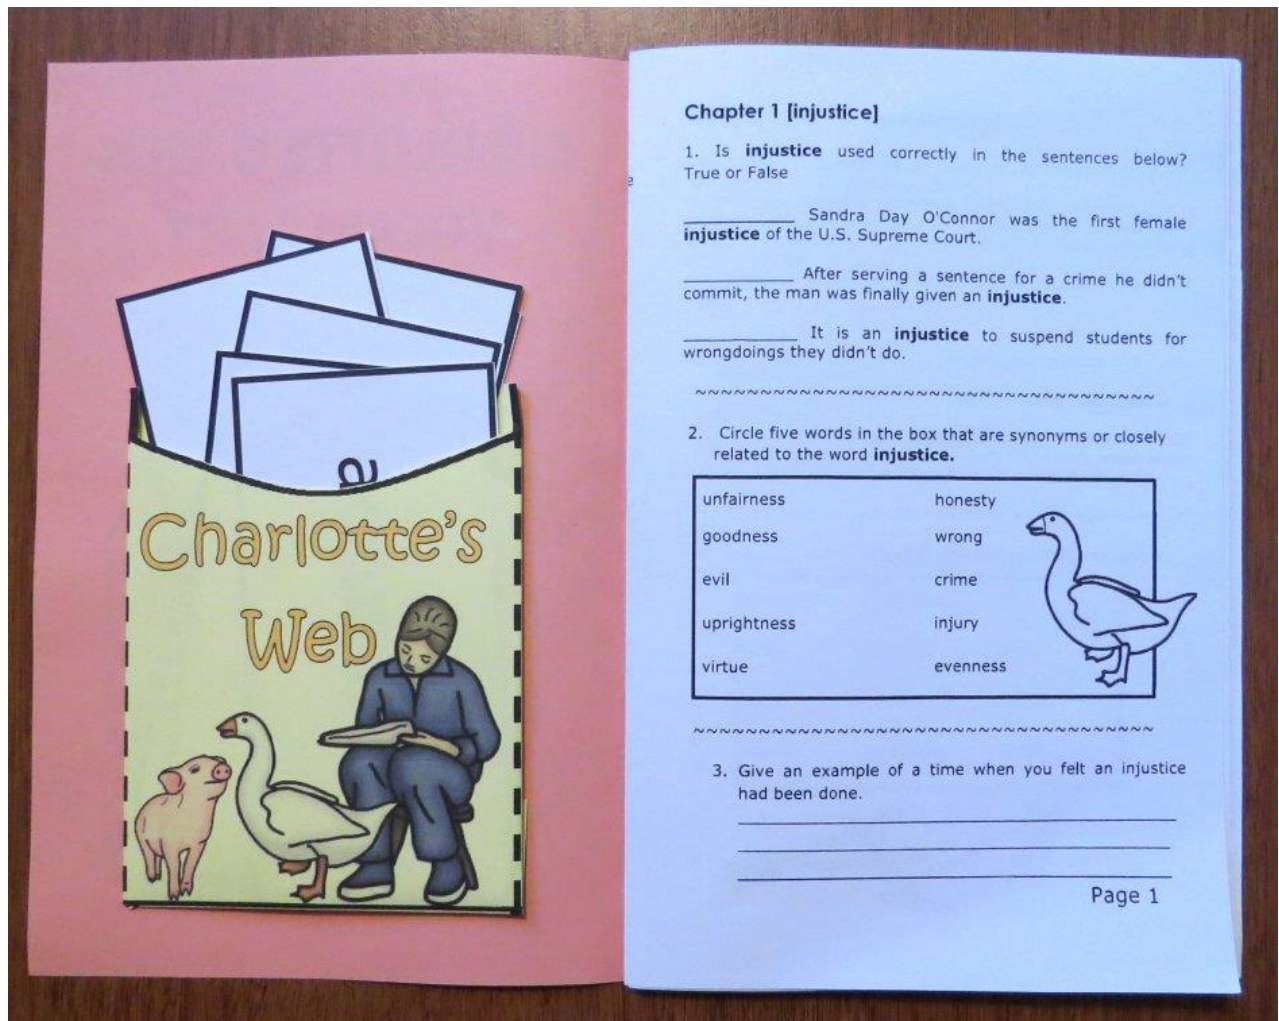 Charlotte's
Web
Chapter 1 [injustice]
1. Is injustice used correctly in the sentences below?
True or False
____________ Sandra Day O'Connor was the first female
injustice of the U.S. Supreme Court.
____________ After serving a sentence for a crime he didn't
commit, the man was finally given an injustice.
____________ It is an injustice to suspend students for
wrongdoings they didn't do.
~~~~~~~~~~~~~~~~~~~~~~~~~~~~~~~~~~~
2. Circle five words in the box that are synonyms or closely
related to the word injustice.
unfairness honesty
goodness wrong
evil crime
uprightness injury
virtue evenness
~~~~~~~~~~~~~~~~~~~~~~~~~~~~~~~~~~~
3. Give an example of a time when you felt an injustice
had been done.
Page 1